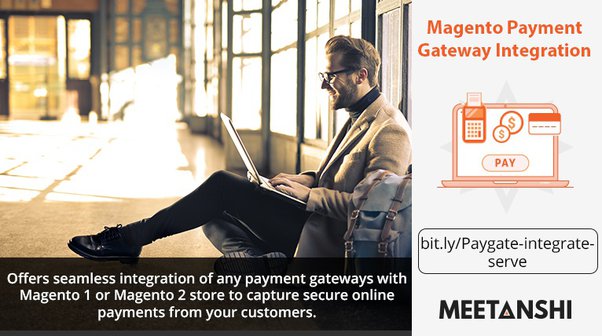 Magento Payment
Gateway Integration
PAY
bit.ly/Paygate-integrate-
serve
Offers seamless integration of any payment gateways with
Magento 1 or Magento 2 store to capture secure online
payments from your customers.
MEETANSHI